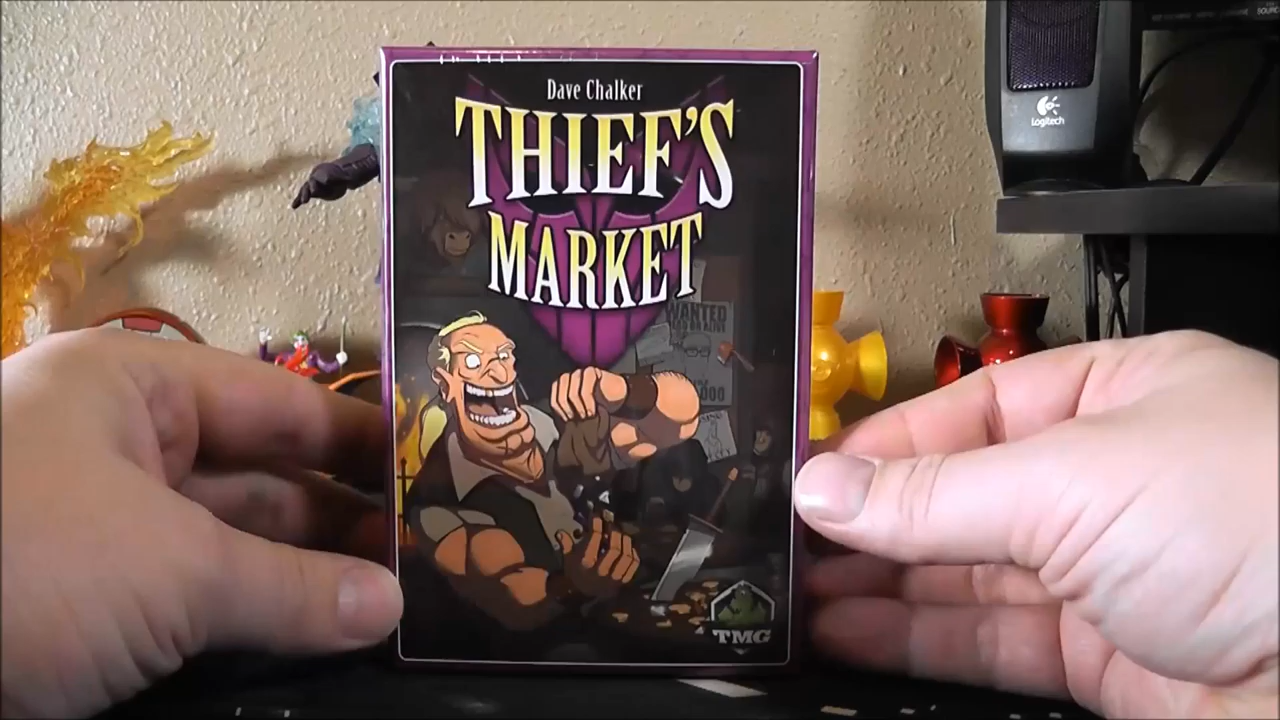 Dave Chalker
THIEF'S
MARKET
WANTED
TMG
Logitech